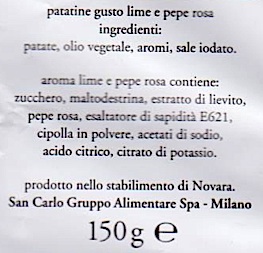 patatine gusto lime e pepe rosa
ingredienti:
patate, olio vegetale, aromi, sale iodato.
aroma lime e pepe rosa contiene:
zucchero, maltodestrina, estratto di lievito,
pepe rosa, esaltatore di sapidità E621,
cipolla in polvere, acetati di sodio,
acido citrico, citrato di potassio.
prodotto nello stabilimento di Novara.
San Carlo Gruppo Alimentare Spa - Milano
150 g ℮